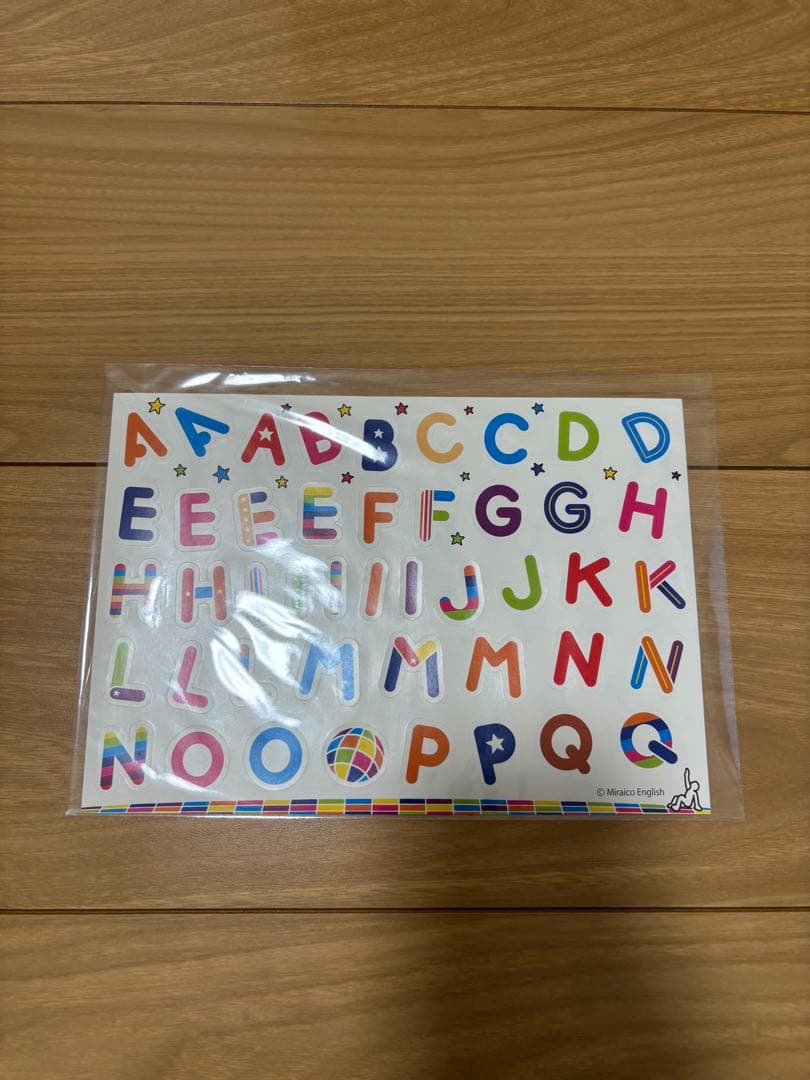 A A A B B C C D D
E E E E F F G G H
H H I N I I J J K K
L L L M M M N N
N O O P P Q Q
© Miraico English